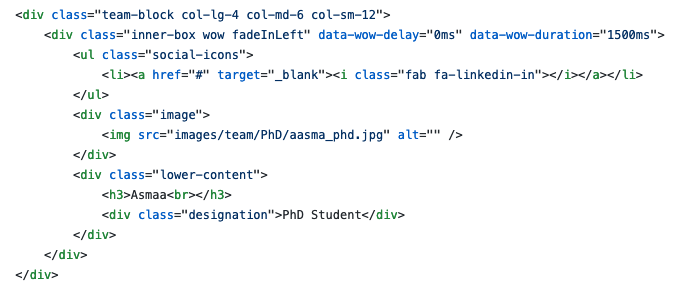 <div class="team-block col-lg-4 col-md-6 col-sm-12">
<div class="inner-box wow fadeInLeft" data-wow-delay="0ms" data-wow-duration="1500ms">
<ul class="social-icons">
<li><a href="#" target="_blank"><i class="fab fa-linkedin-in"></i></a></li>
</ul>
<div class="image">
<img src="images/team/PhD/aasma_phd.jpg" alt="" />
</div>
<div class="lower-content">
<h3>Asmaa<br></h3>
<div class="designation">PhD Student</div>
</div>
</div>
</div>